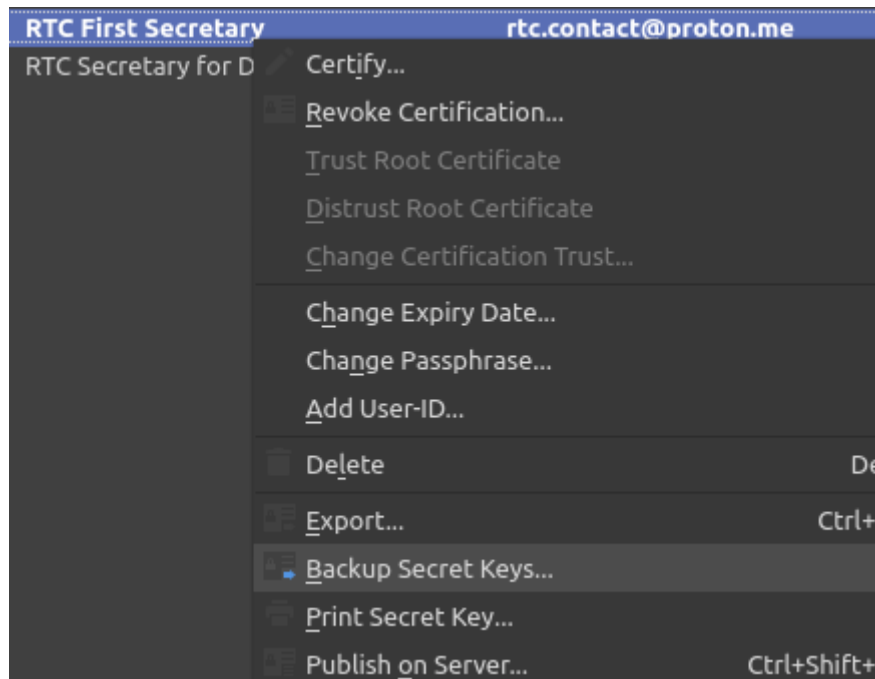 RTC First Secretary rtc.contact@proton.me
RTC Secretary for D
Certify...
Revoke Certification...
Trust Root Certificate
Distrust Root Certificate
Change Certification Trust...
Change Expiry Date...
Change Passphrase...
Add User-ID...
Delete De
Export... Ctrl+
Backup Secret Keys...
Print Secret Key...
Publish on Server... Ctrl+Shift+